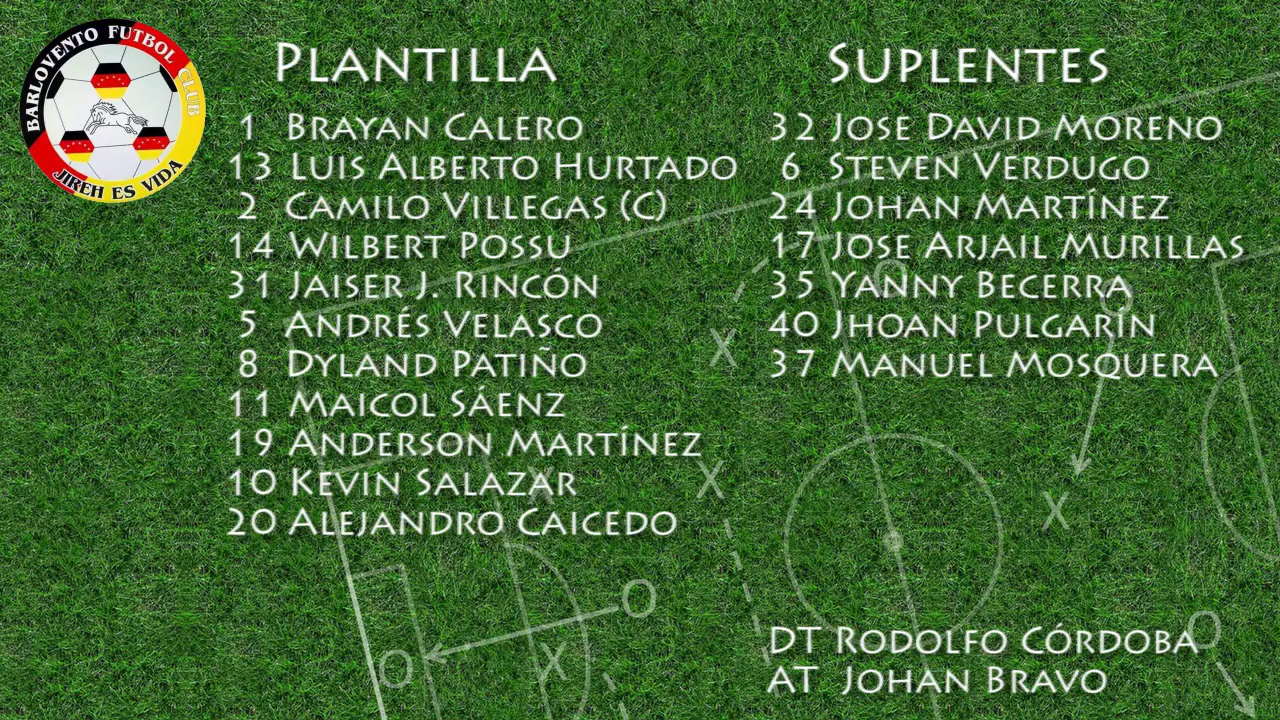 BARLOVENTO FUTBOL CLUB
JIREH ES VIDA
PLANTILLA
1 BRAYAN CALERO
13 LUIS ALBERTO HURTADO
2 CAMILO VILLEGAS (C)
14 WILBERT POSSU
31 JAISER J. RINCÓN
5 ANDRÉS VELASCO
8 DYLAND PATIÑO
11 MAICOL SÁENZ
19 ANDERSON MARTÍNEZ
10 KEVIN SALAZAR
20 ALEJANDRO CAICEDO
SUPLENTES
32 JOSE DAVID MORENO
6 STEVEN VERDUGO
24 JOHAN MARTÍNEZ
17 JOSE ARJAIL MURILLAS
35 YANNY BECERRA
40 JHOAN PULGARÍN
37 MANUEL MOSQUERA
DT RODOLFO CÓRDOBA
AT JOHAN BRAVO